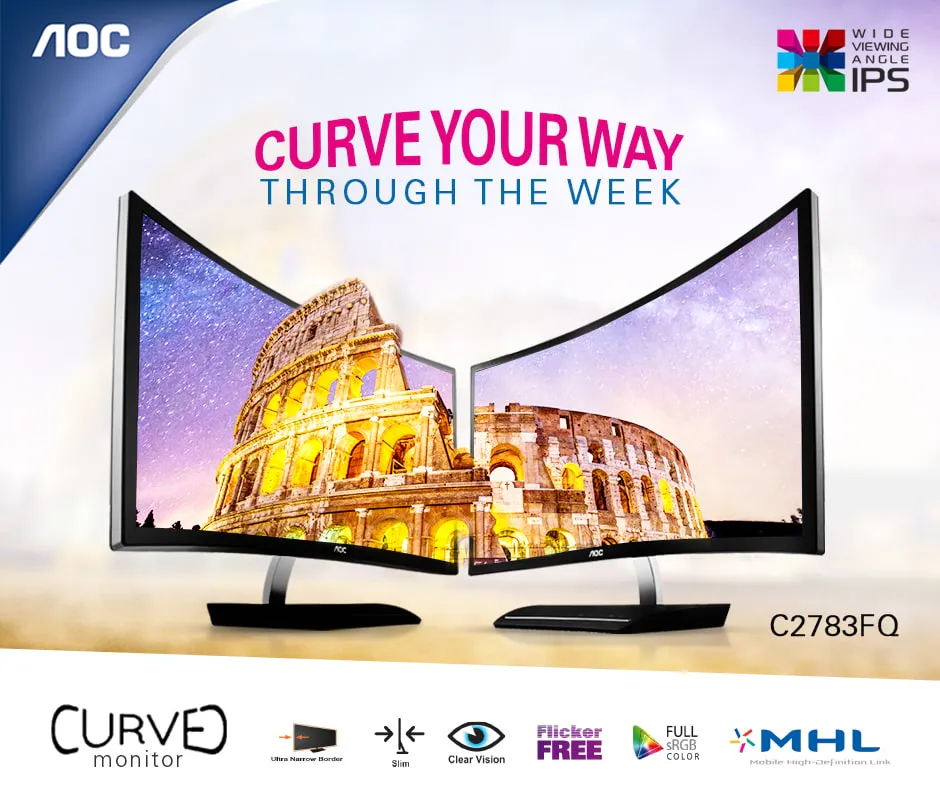 AOC
WIDE
VIEWING
ANGLE
IPS
CURVE YOUR WAY
THROUGH THE WEEK
AOC
AOC
C2783FQ
CURVED
monitor
Ultra Narrow Border
Slim
Clear Vision
Flicker
FREE
FULL
sRGB
COLOR
MHL
Mobile High-Definition Link